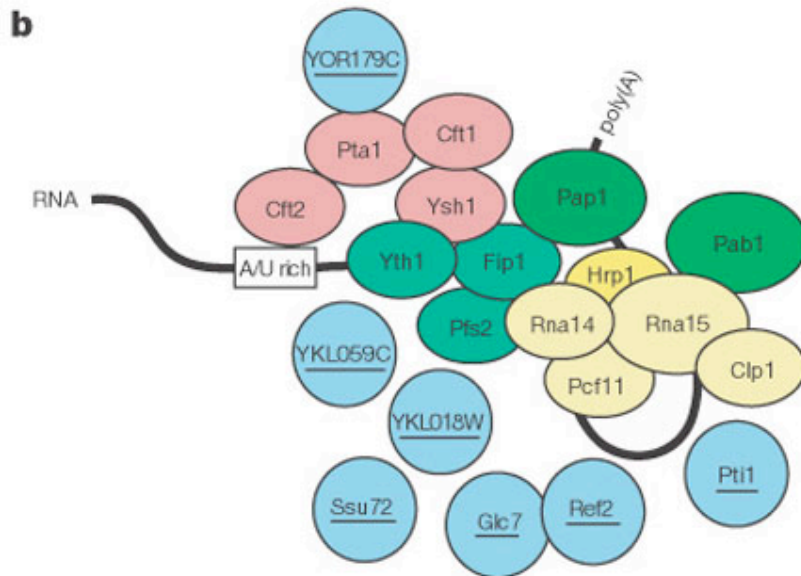 b
YOR179C
poly(A)
Cft1
Pta1
RNA
Cft2
Ysh1
Pap1
Pab1
A/U rich
Yth1
Fip1
Hrp1
Pfs2
Rna14
Rna15
YKL059C
Pcf11
Clp1
YKL018W
Pti1
Ssu72
Glc7
Ref2